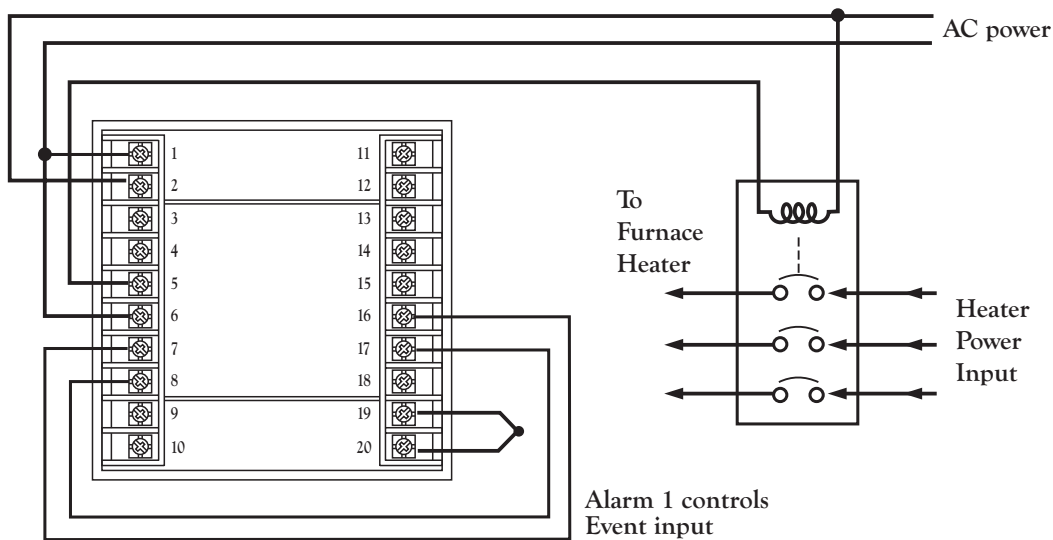 AC power
1
2
3
4
5
6
7
8
9
10
11
12
13
14
15
16
17
18
19
20
To
Furnace
Heater
Heater
Power
Input
Alarm 1 controls
Event input